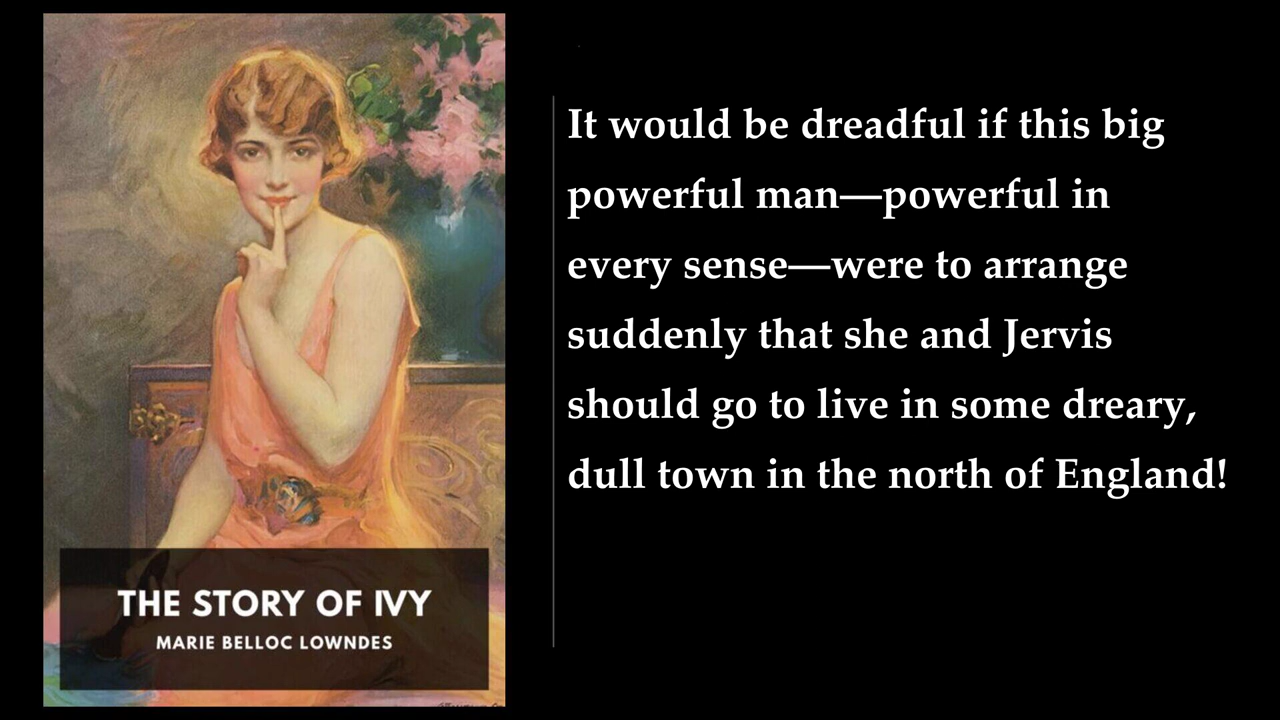 It would be dreadful if this big
powerful man—powerful in
every sense—were to arrange
suddenly that she and Jervis
should go to live in some dreary,
dull town in the north of England!
THE STORY OF IVY
MARIE BELLOC LOWNDES